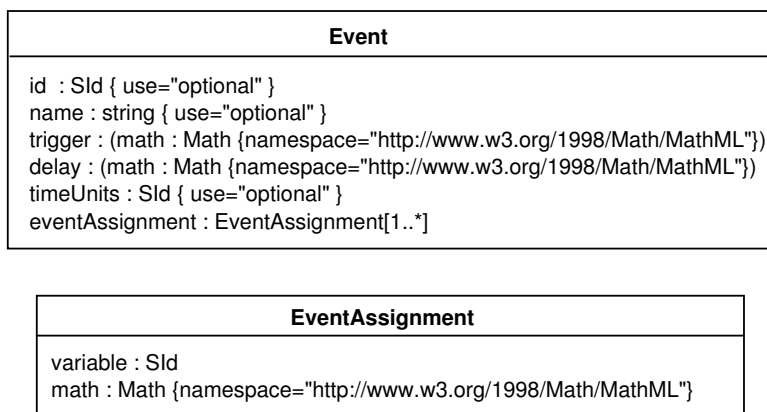 Event
id : SId { use="optional" }
name : string { use="optional" }
trigger : (math : Math {namespace="http://www.w3.org/1998/Math/MathML"})
delay : (math : Math {namespace="http://www.w3.org/1998/Math/MathML"})
timeUnits : SId { use="optional" }
eventAssignment : EventAssignment[1..*]
EventAssignment
variable : SId
math : Math {namespace="http://www.w3.org/1998/Math/MathML"}